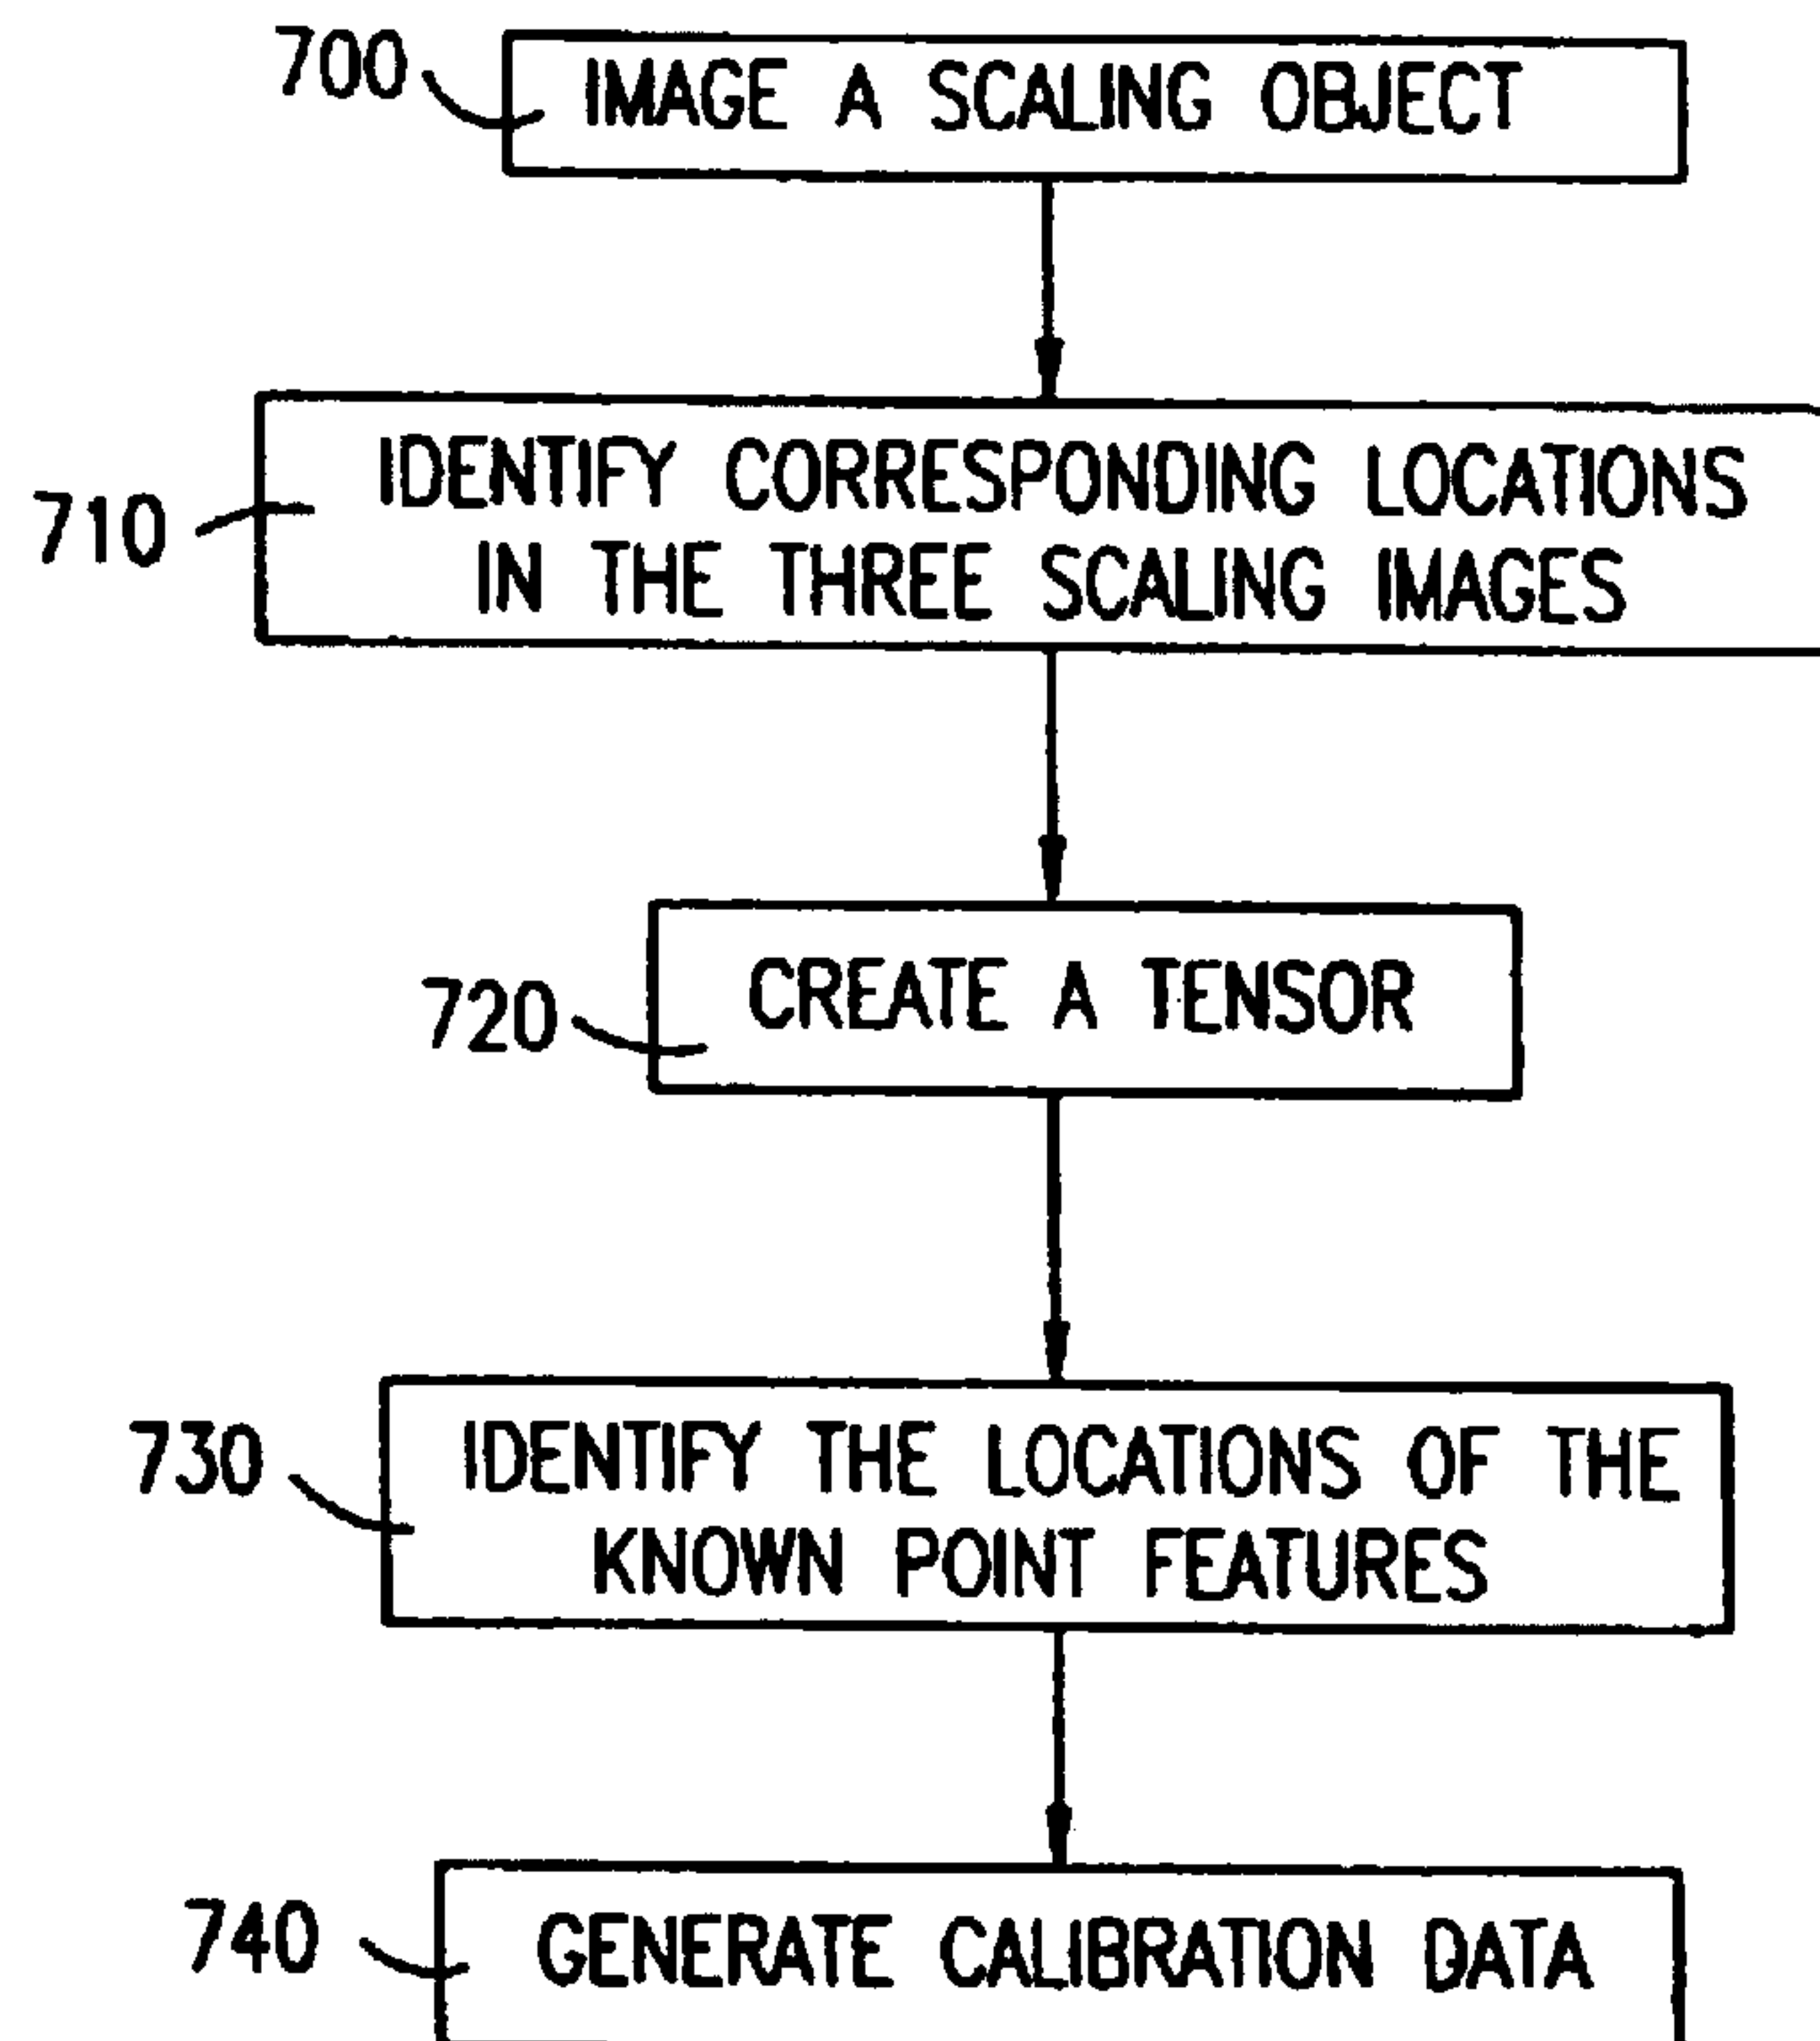 700
IMAGE A SCALING OBJECT
710
IDENTIFY CORRESPONDING LOCATIONS
IN THE THREE SCALING IMAGES
720
CREATE A TENSOR
730
IDENTIFY THE LOCATIONS OF THE
KNOWN POINT FEATURES
740
GENERATE CALIBRATION DATA